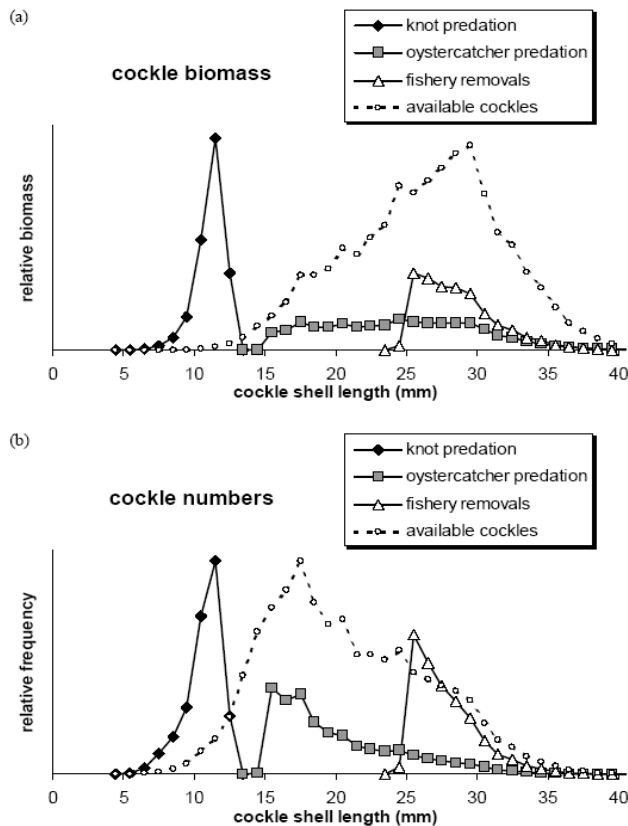 (a)
knot predation
oystercatcher predation
fishery removals
available cockles
cockle biomass
relative biomass
0 5 10 15 20 25 30 35 40
cockle shell length (mm)
(b)
knot predation
oystercatcher predation
fishery removals
available cockles
cockle numbers
relative frequency
0 5 10 15 20 25 30 35 40
cockle shell length (mm)